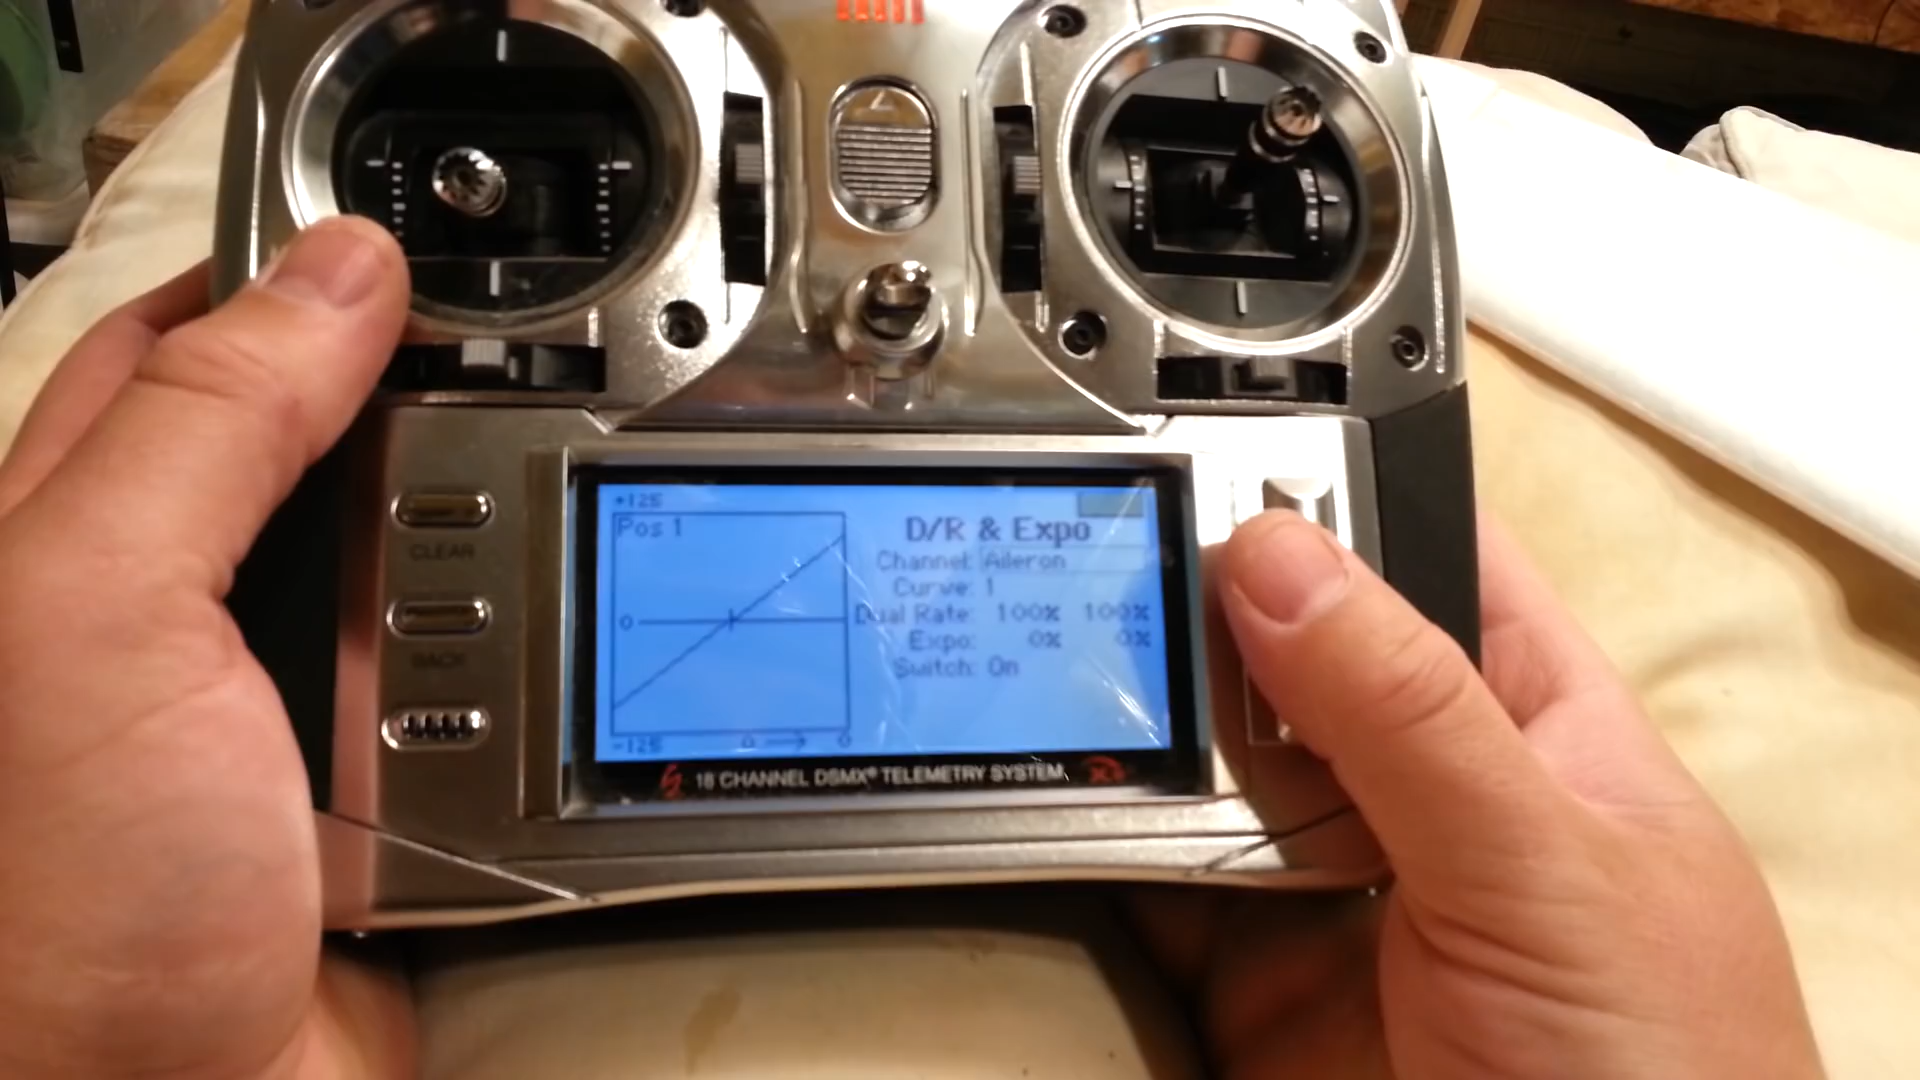 +125
Pos 1
0
-125
0 0
D/R & Expo
Channel: Aileron
Curve: 1
Dual Rate: 100% 100%
Expo: 0% 0%
Switch: On
CLEAR
BACK
18 CHANNEL DSMX® TELEMETRY SYSTEM